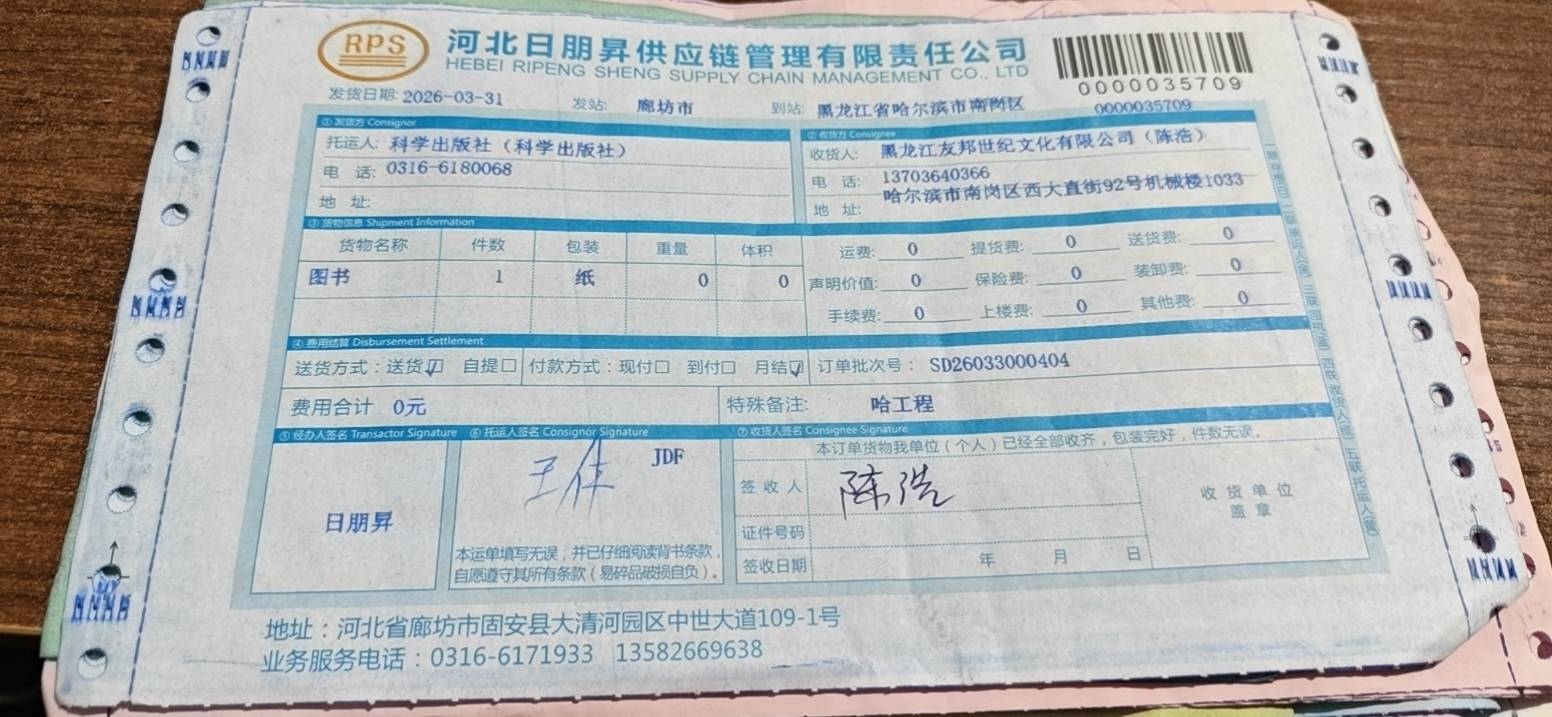 RPS
河北日朋昇供应链管理有限责任公司
HEBEI RIPENG SHENG SUPPLY CHAIN MANAGEMENT CO., LTD
0000035709
发货日期: 2026-03-31 发站: 廊坊市 到站: 黑龙江省哈尔滨市南岗区 0000035709
①发货方 Consignor ②收货方 Consignee
托运人: 科学出版社（科学出版社） 收货人: 黑龙江友邦世纪文化有限公司（陈浩）
电 话: 0316-6180068 电 话: 13703640366
地 址: 地 址: 哈尔滨市南岗区西大直街92号机械楼1033
③货物信息 Shipment Information
货物名称 件数 包装 重量 体积 运费: 0 提货费: 0 送货费: 0
图书 1 纸 0 0 声明价值: 0 保险费: 0 装卸费: 0
手续费: 0 上楼费: 0 其他费: 0
④费用结算 Disbursement Settlement
送货方式：送货☑ 自提☐ 付款方式：现付☐ 到付☐ 月结☑ 订单批次号： SD26033000404
费用合计 0元 特殊备注: 哈工程
⑤经办人签名 Transactor Signature ⑥托运人签名 Consignor Signature ⑦收货人签名 Consignee Signature
本订单货物我单位（个人）已经全部收齐，包装完好，件数无误。
日朋昇
JDF
本运单填写无误，并已仔细阅读背书条款，
自愿遵守其所有条款（易碎品破损自负）。
签收人 陈浩
收货单位
盖章
证件号码
签收日期 年 月 日
地址：河北省廊坊市固安县大清河园区中世大道109-1号
业务服务电话：0316-6171933 13582669638